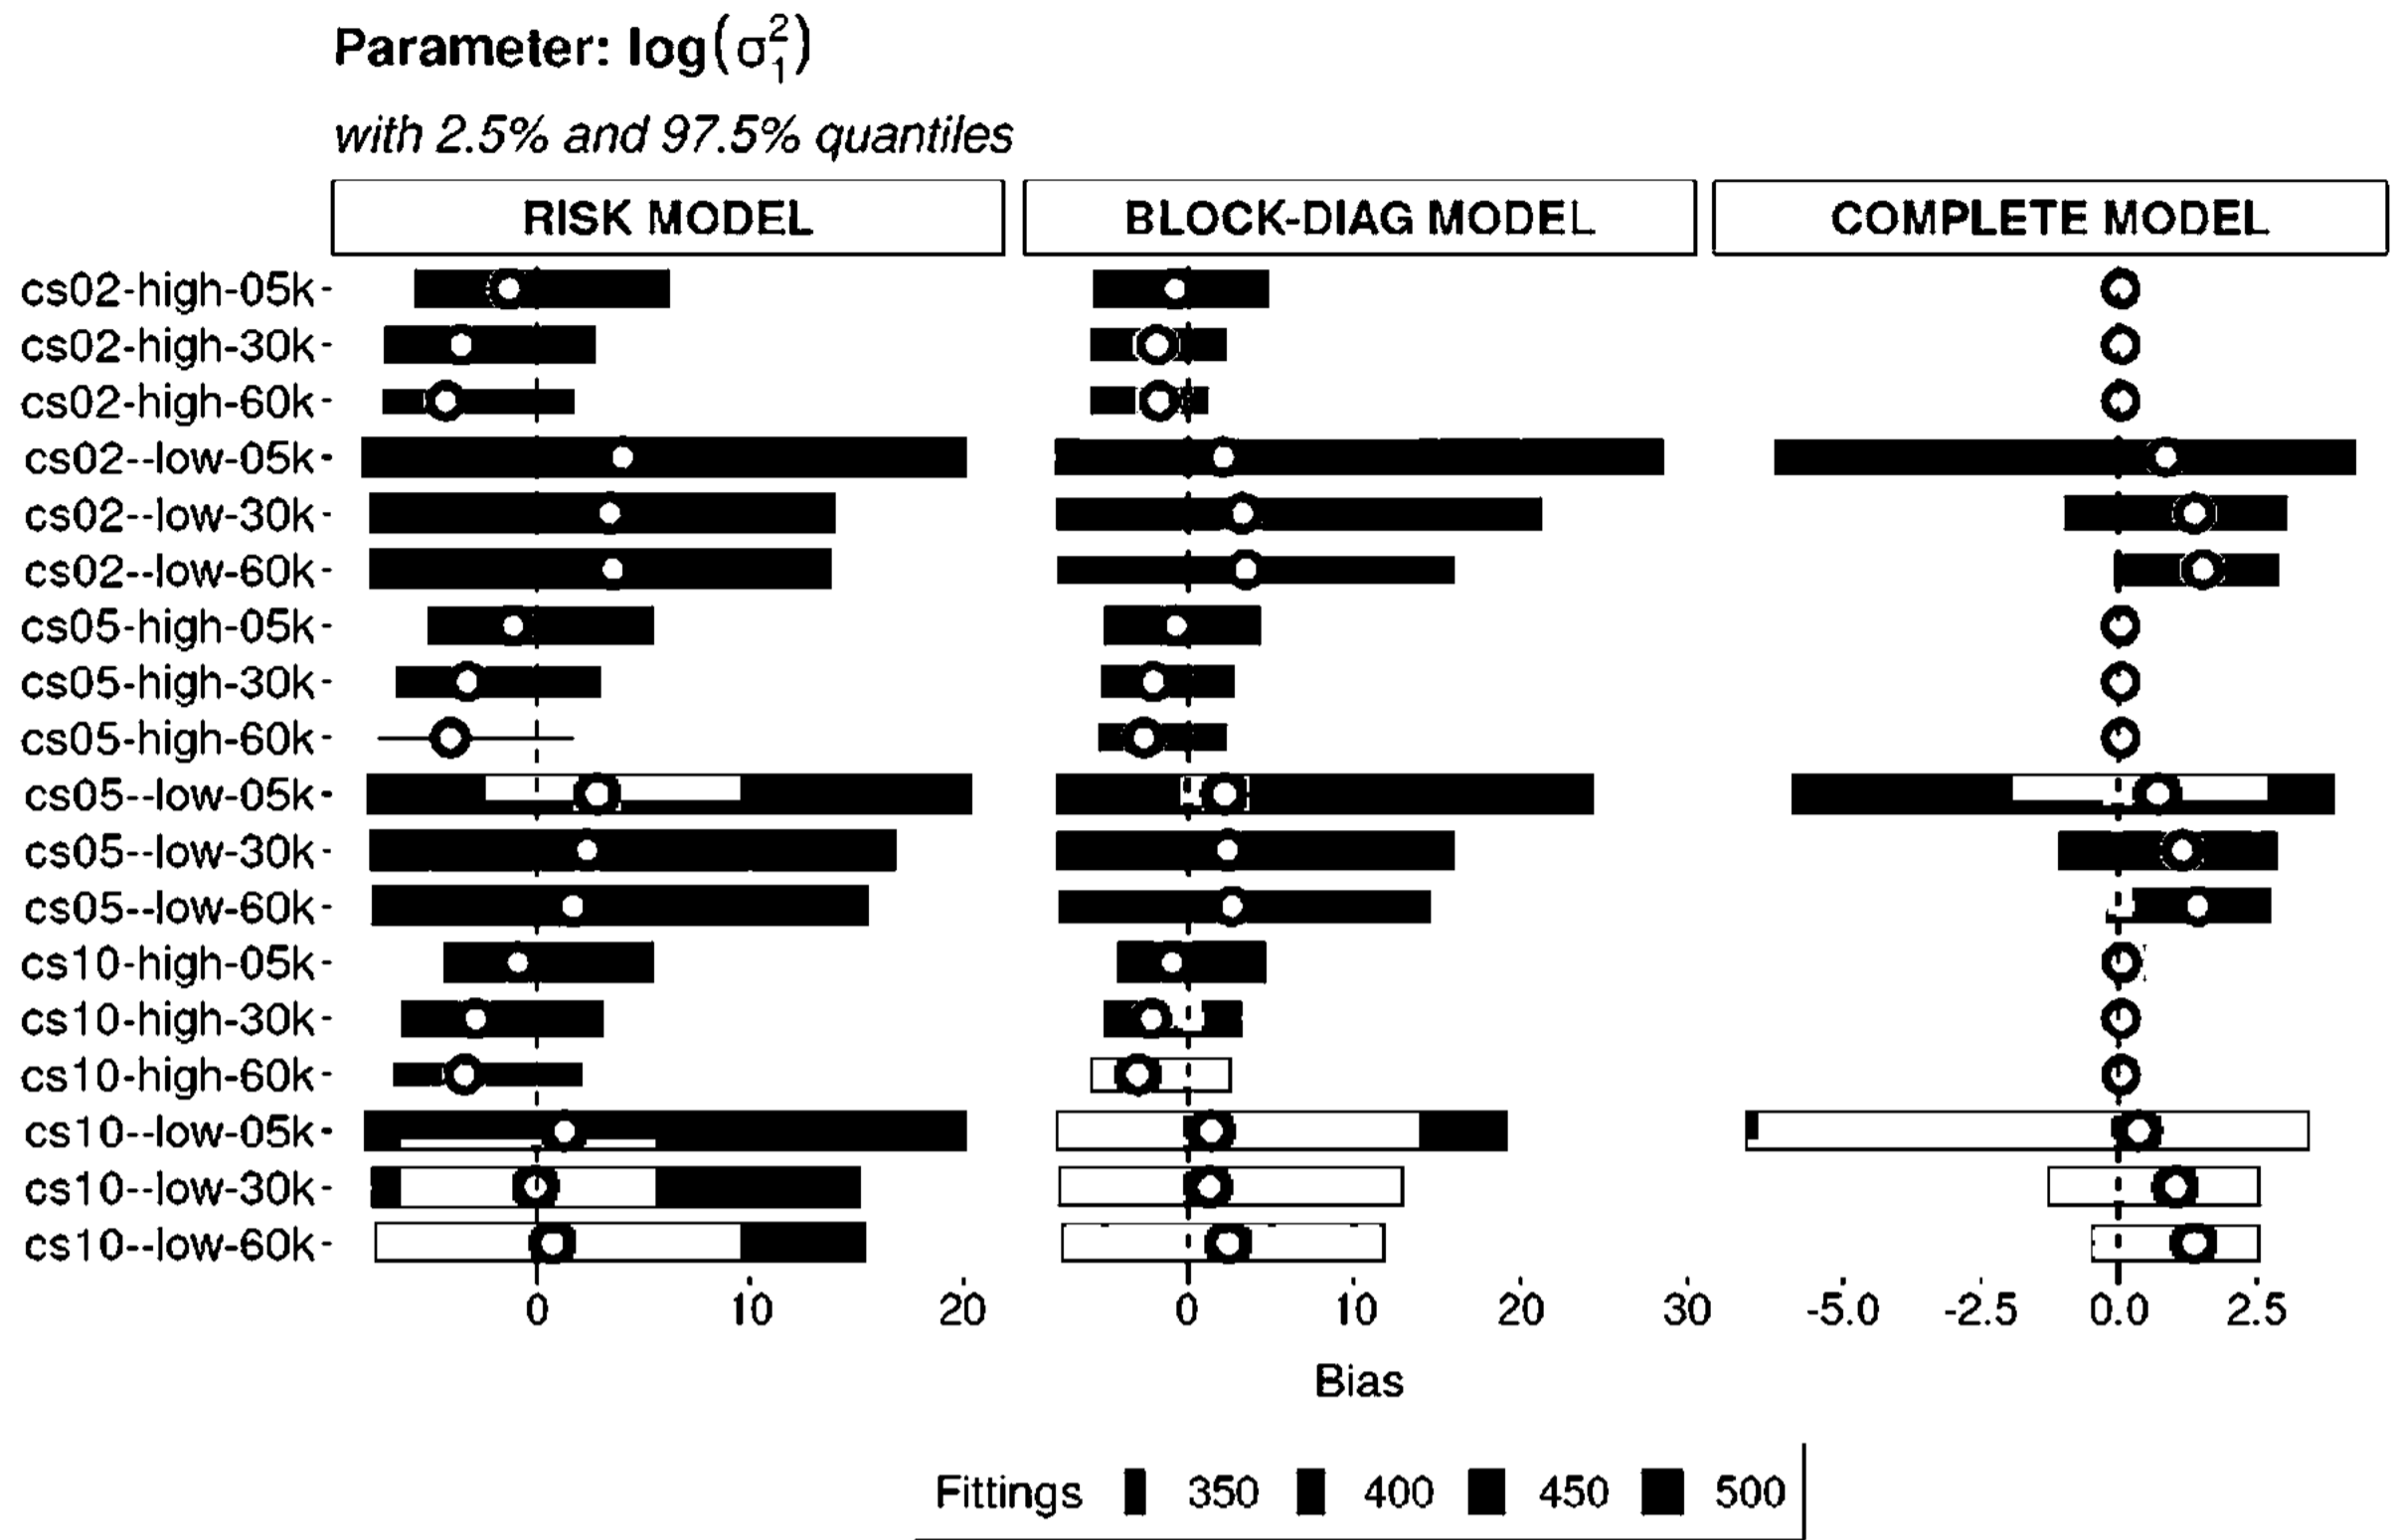 Parameter: log(σ₁²)
with 2.5% and 97.5% quantiles
RISK MODEL BLOCK-DIAG MODEL COMPLETE MODEL
cs02-high-05k
cs02-high-30k
cs02-high-60k
cs02--low-05k
cs02--low-30k
cs02--low-60k
cs05-high-05k
cs05-high-30k
cs05-high-60k
cs05--low-05k
cs05--low-30k
cs05--low-60k
cs10-high-05k
cs10-high-30k
cs10-high-60k
cs10--low-05k
cs10--low-30k
cs10--low-60k
0 10 20 0 10 20 30 -5.0 -2.5 0.0 2.5
Bias
Fittings 350 400 450 500